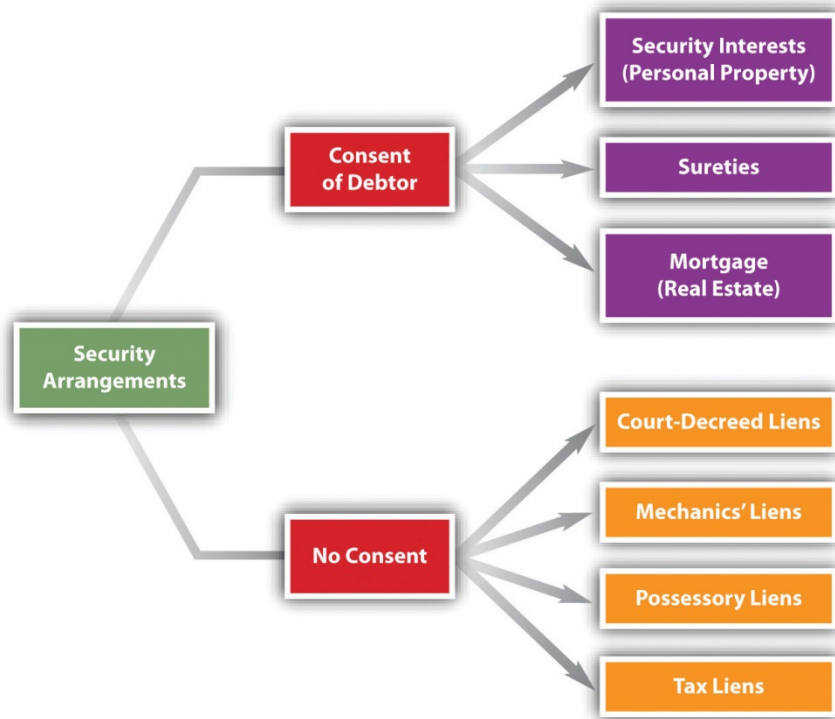 Security Interests
(Personal Property)
Consent
of Debtor
Sureties
Mortgage
(Real Estate)
Security
Arrangements
Court-Decreed Liens
Mechanics’ Liens
No Consent
Possessory Liens
Tax Liens